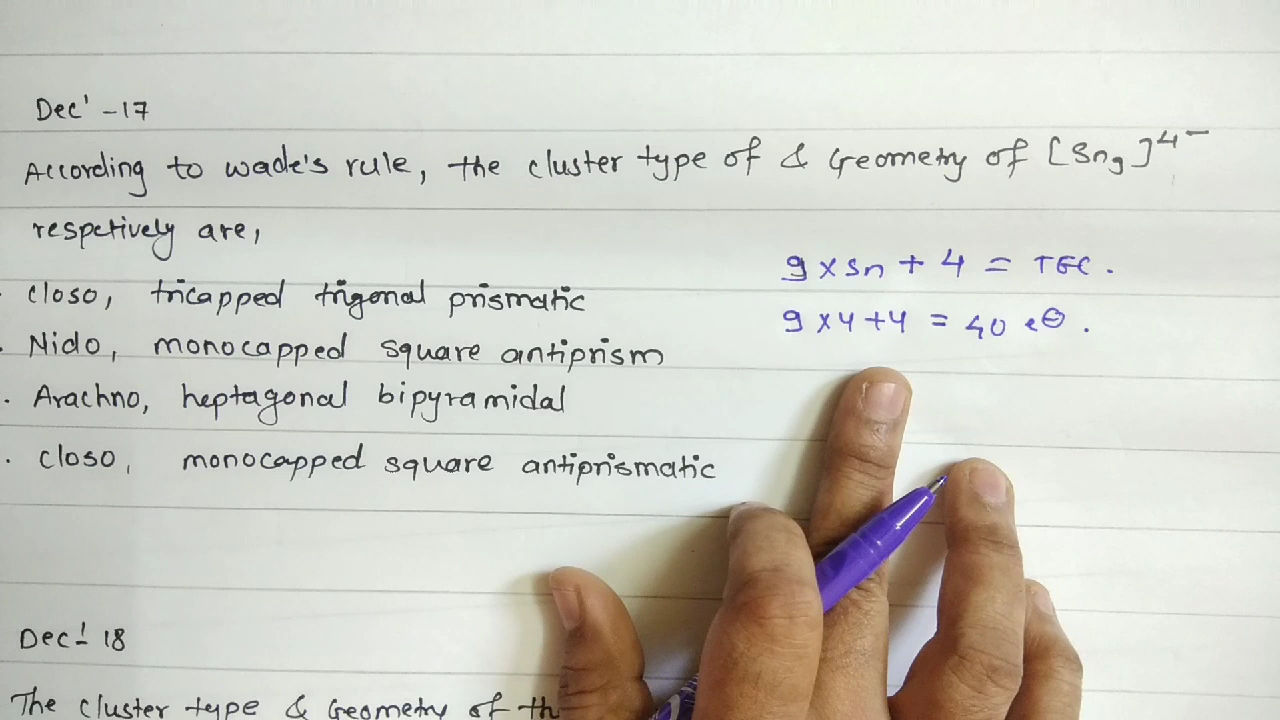 Dec' -17
According to wade's rule, the cluster type of & Geometry of [Sn9]4-
respetively are,
9 x Sn + 4 = TEC.
closo, tricapped trigonal prismatic
9 x 4 + 4 = 40 e⊖.
Nido, monocapped square antiprism
. Arachno, heptagonal bipyramidal
. closo, monocapped square antiprismatic
Dec'- 18
The cluster type & Geometry of th